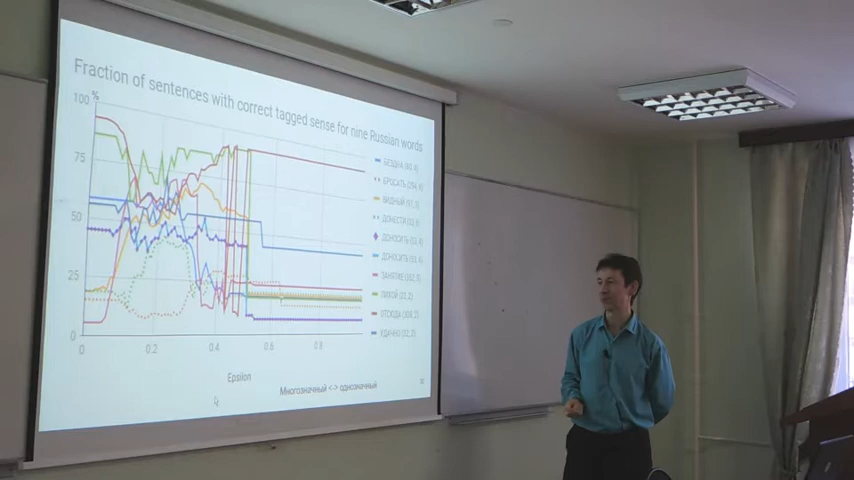 Fraction of sentences with correct tagged sense for nine Russian words
%
100
75
50
25
0
0
0.2
0.4
0.6
0.8
Epsilon
Многозначный <-> однозначный
БЕЗДНА
БРОСАТЬ
ВИДНЫЙ
ДОНЕСТИ
ДОНОСИТЬ
ДОНОСИТЬ
ЗАНЯТИЕ
ЛИХОЙ
ОТСЮДА
УДАЧНО